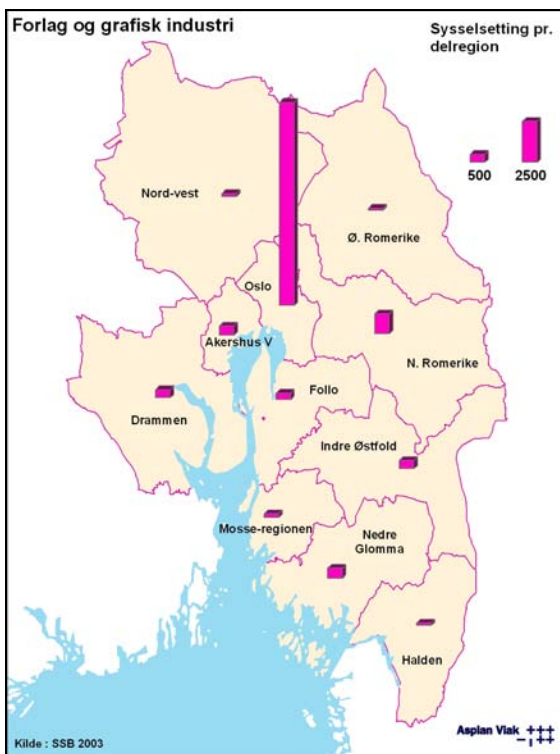 Forlag og grafisk industri
Sysselsetting pr.
delregion
500 2500
Nord-vest
Ø. Romerike
Oslo
Akershus V
N. Romerike
Drammen
Follo
Indre Østfold
Mosse-regionen
Nedre
Glomma
Halden
Kilde : SSB 2003
Asplan Viak